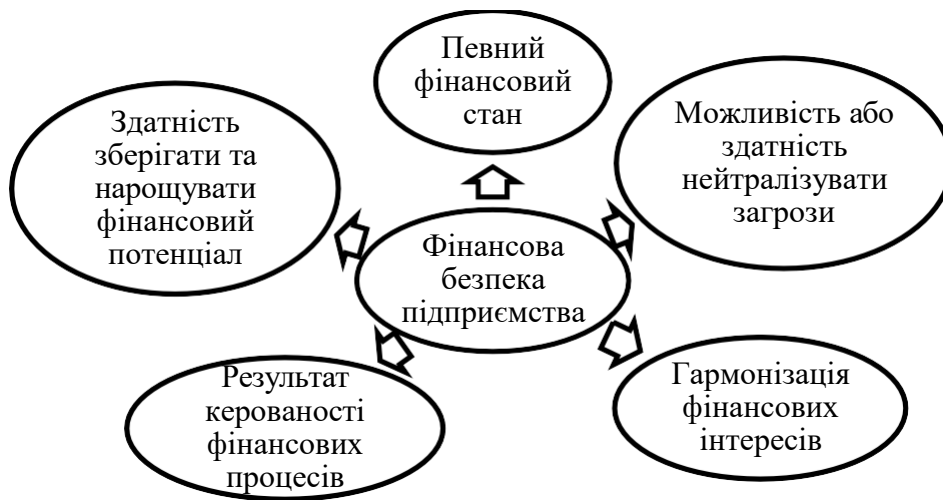 Певний
фінансовий
стан
Здатність
зберігати та
нарощувати
фінансовий
потенціал
Можливість або
здатність
нейтралізувати
загрози
Фінансова
безпека
підприємства
Результат
керованості
фінансових
процесів
Гармонізація
фінансових
інтересів